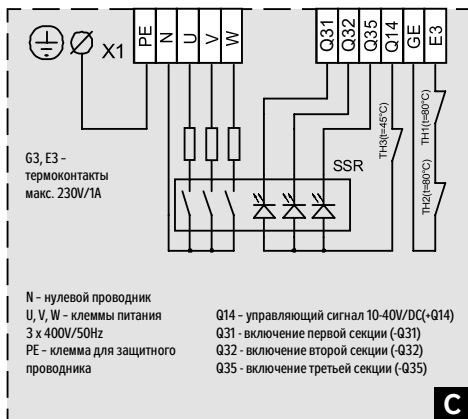 X1
PE
N
U
V
W
Q31
Q32
Q35
Q14
GE
E3
TH3(t=45°C)
TH1(t=80°C)
TH2(t=80°C)
SSR
G3, E3 –
термоконтакты
макс. 230V/1A
N – нулевой проводник
U, V, W – клеммы питания
3 x 400V/50Hz
PE – клемма для защитного
проводника
Q14 – управляющий сигнал 10-40V/DC(+Q14)
Q31 - включение первой секции (-Q31)
Q32 - включение второй секции (-Q32)
Q35 - включение третьей секции (-Q35)
C